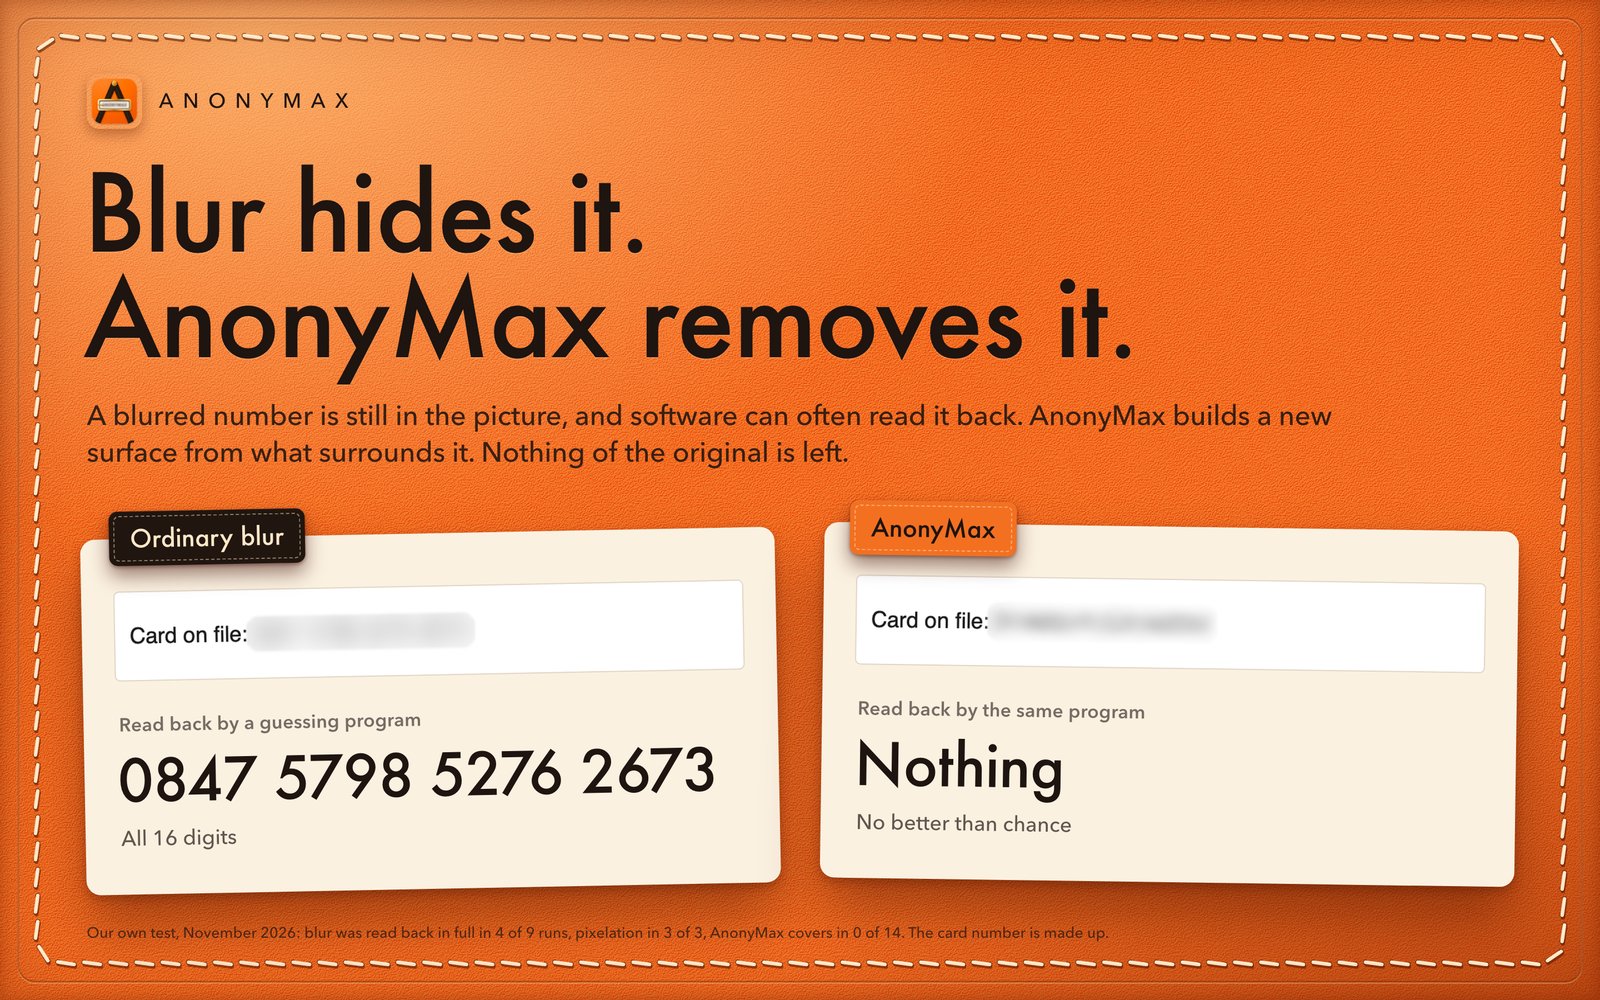 ANONYMAX
Blur hides it.
AnonyMax removes it.
A blurred number is still in the picture, and software can often read it back. AnonyMax builds a new
surface from what surrounds it. Nothing of the original is left.
Ordinary blur
Card on file:
Read back by a guessing program
0847 5798 5276 2673
All 16 digits
AnonyMax
Card on file:
Read back by the same program
Nothing
No better than chance
Our own test, November 2026: blur was read back in full in 4 of 9 runs, pixelation in 3 of 3, AnonyMax covers in 0 of 14. The card number is made up.